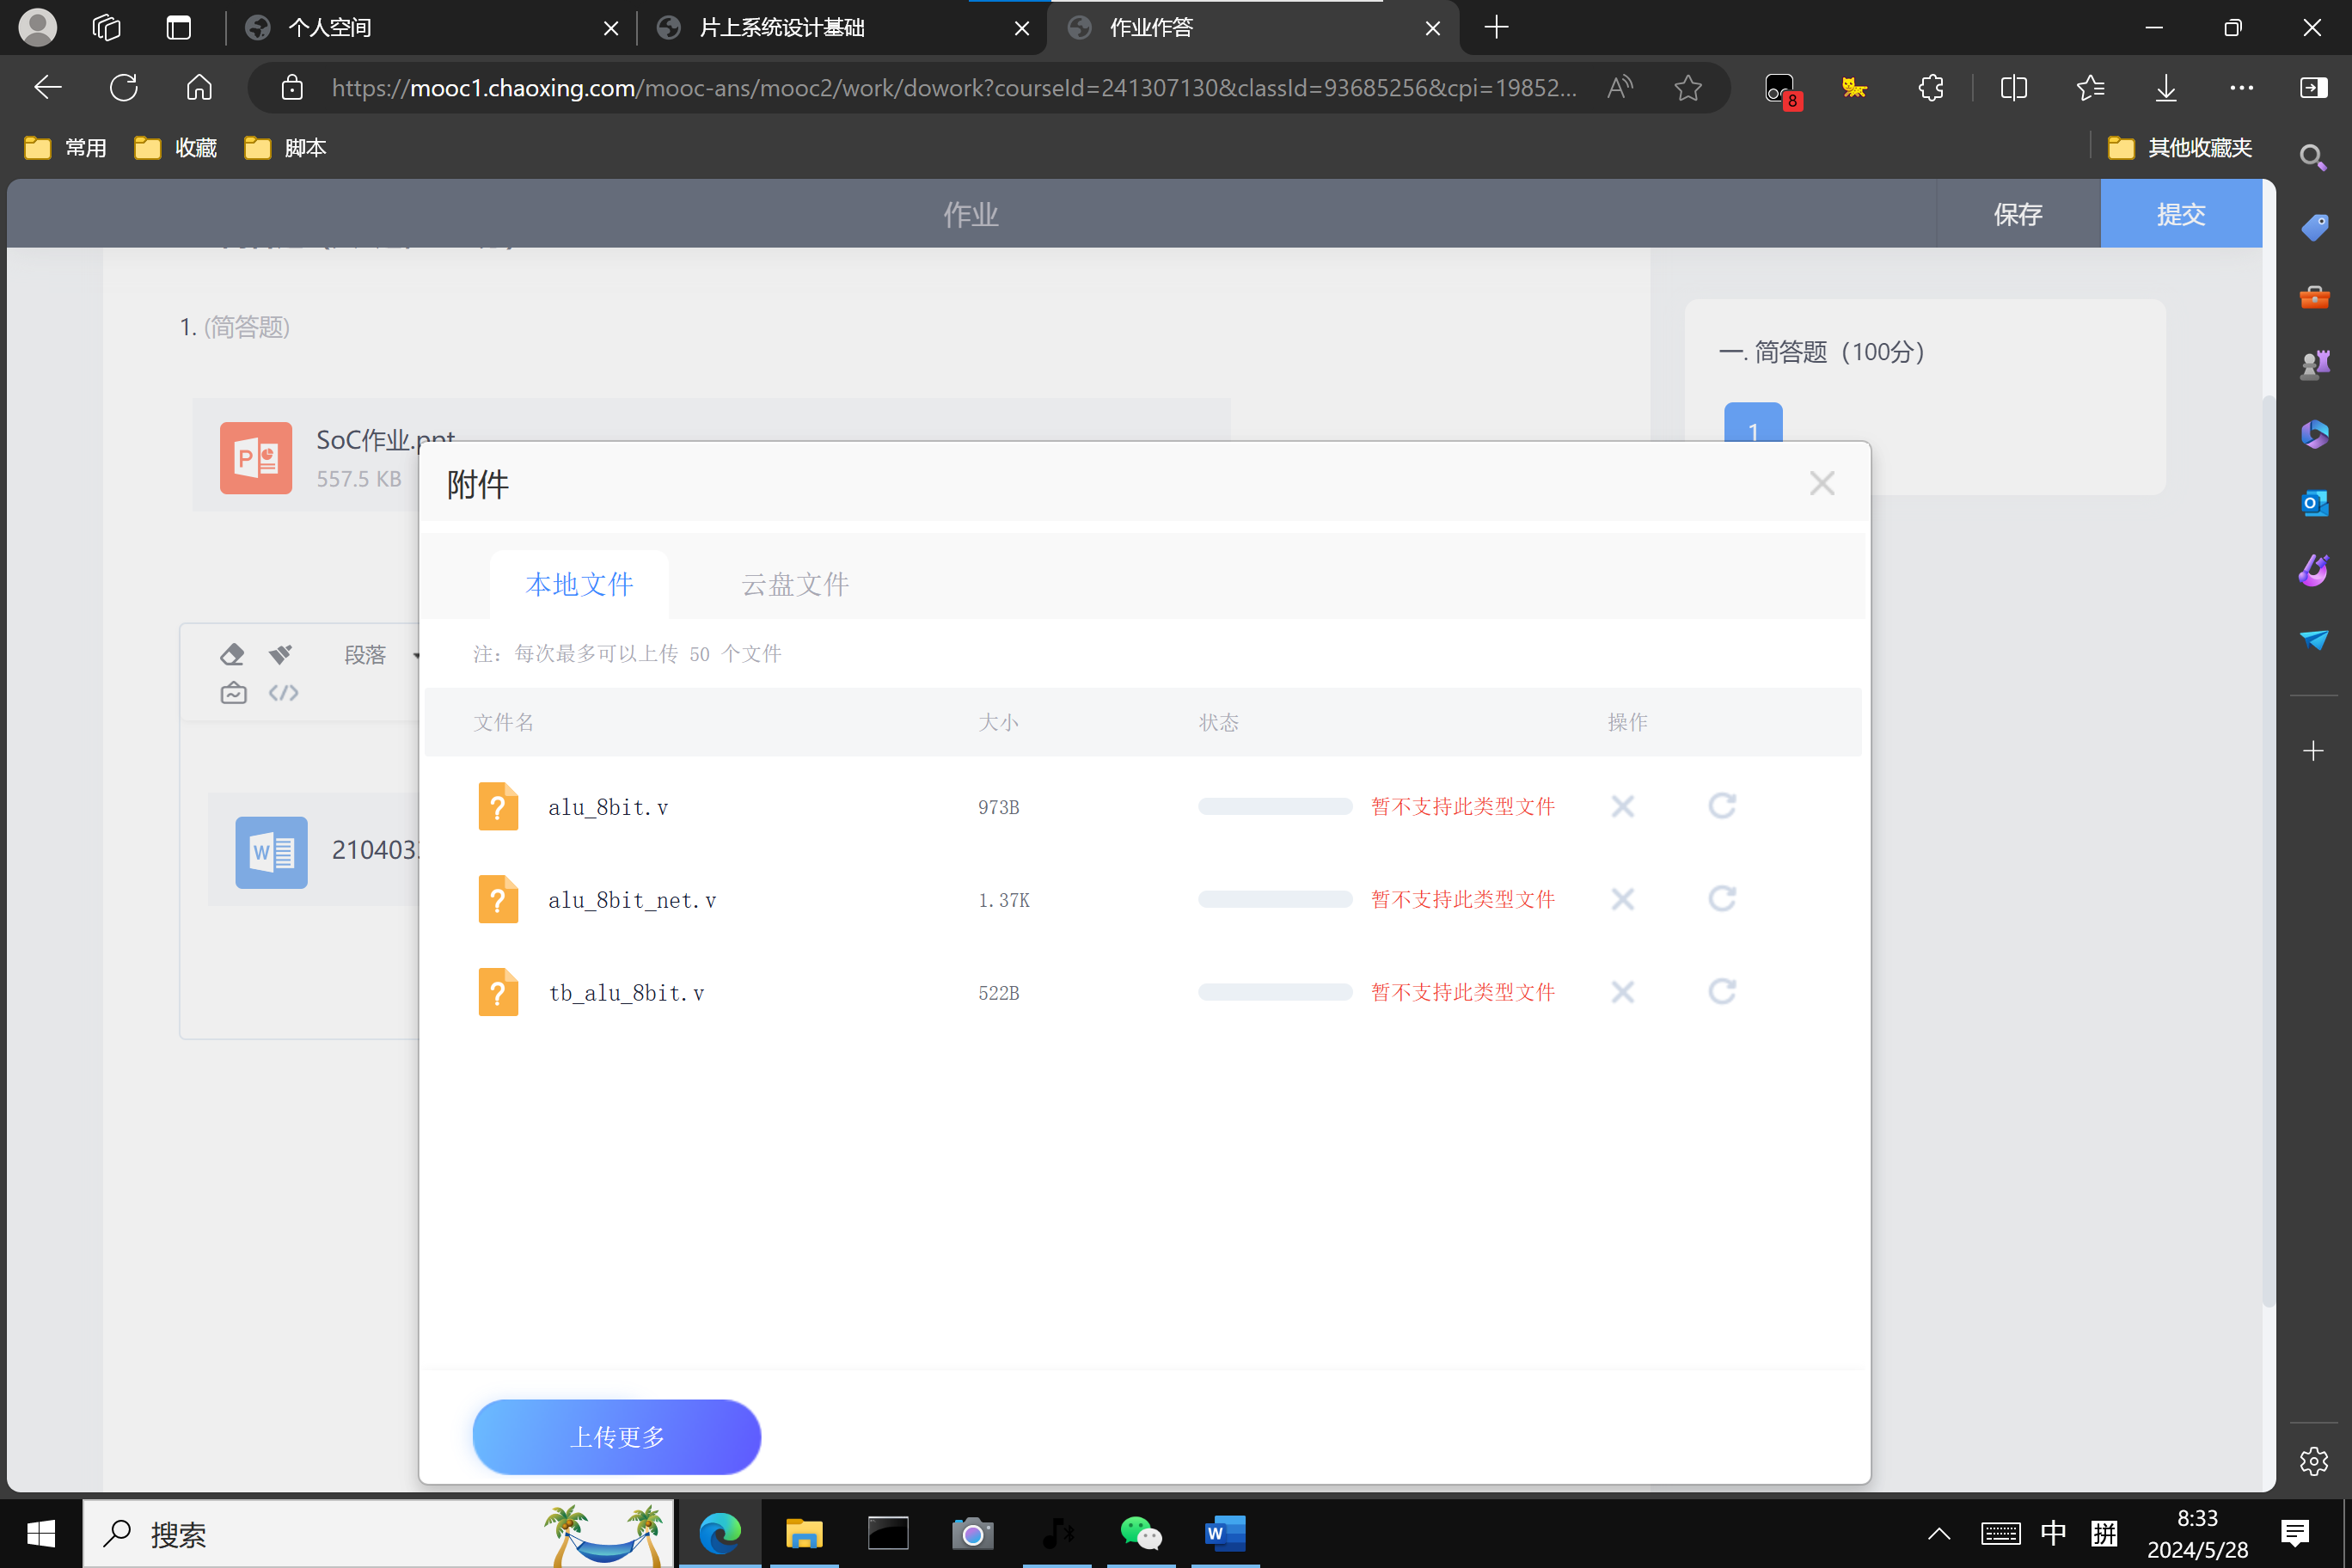 个人空间
片上系统设计基础
作业作答
https://mooc1.chaoxing.com/mooc-ans/mooc2/work/dowork?courseId=241307130&classId=93685256&cpi=19852...
8
常用
收藏
脚本
其他收藏夹
作业
保存
提交
1. (简答题)
一. 简答题（100分）
1
SoC作业.ppt
557.5 KB
附件
本地文件
云盘文件
注：每次最多可以上传 50 个文件
段落
文件名 大小 状态 操作
alu_8bit.v 973B 暂不支持此类型文件
210403
alu_8bit_net.v 1.37K 暂不支持此类型文件
tb_alu_8bit.v 522B 暂不支持此类型文件
上传更多
搜索
中
拼
8:33
2024/5/28